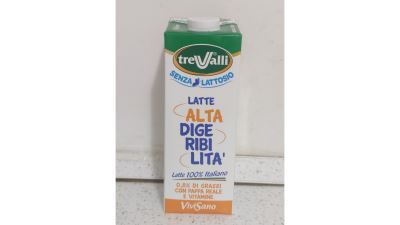 treValli
SENZA LATTOSIO
LATTE
ALTA
DIGE
RIBI
LITA'
Latte 100% Italiano
0,5% DI GRASSI
CON PAPPA REALE
E VITAMINE
ViviSano